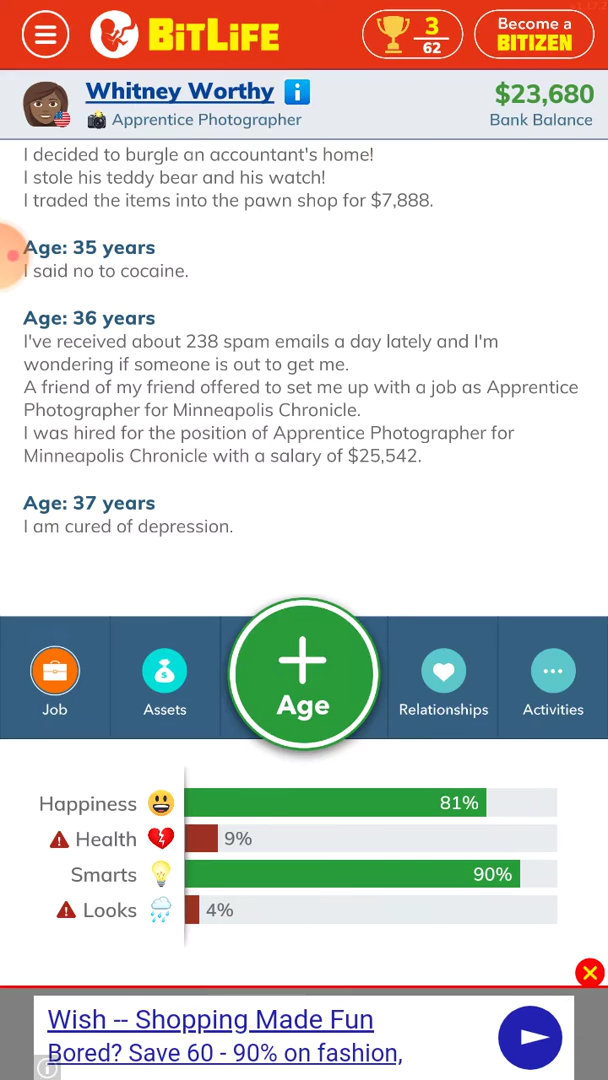 BITLIFE
3
62
Become a
BITIZEN
Whitney Worthy
$23,680
Apprentice Photographer
Bank Balance
I decided to burgle an accountant's home!
I stole his teddy bear and his watch!
I traded the items into the pawn shop for $7,888.
Age: 35 years
I said no to cocaine.
Age: 36 years
I've received about 238 spam emails a day lately and I'm
wondering if someone is out to get me.
A friend of my friend offered to set me up with a job as Apprentice
Photographer for Minneapolis Chronicle.
I was hired for the position of Apprentice Photographer for
Minneapolis Chronicle with a salary of $25,542.
Age: 37 years
I am cured of depression.
Job
Assets
Age
Relationships
Activities
Happiness 81%
Health 9%
Smarts 90%
Looks 4%
Wish -- Shopping Made Fun
Bored? Save 60 - 90% on fashion,